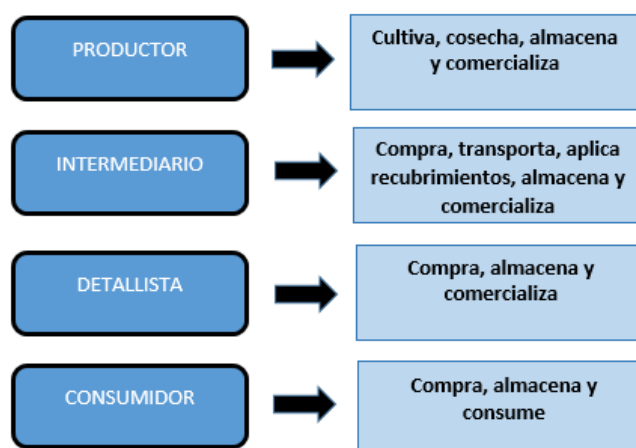 PRODUCTOR
Cultiva, cosecha, almacena
y comercializa
INTERMEDIARIO
Compra, transporta, aplica
recubrimientos, almacena y
comercializa
DETALLISTA
Compra, almacena y
comercializa
CONSUMIDOR
Compra, almacena y
consume